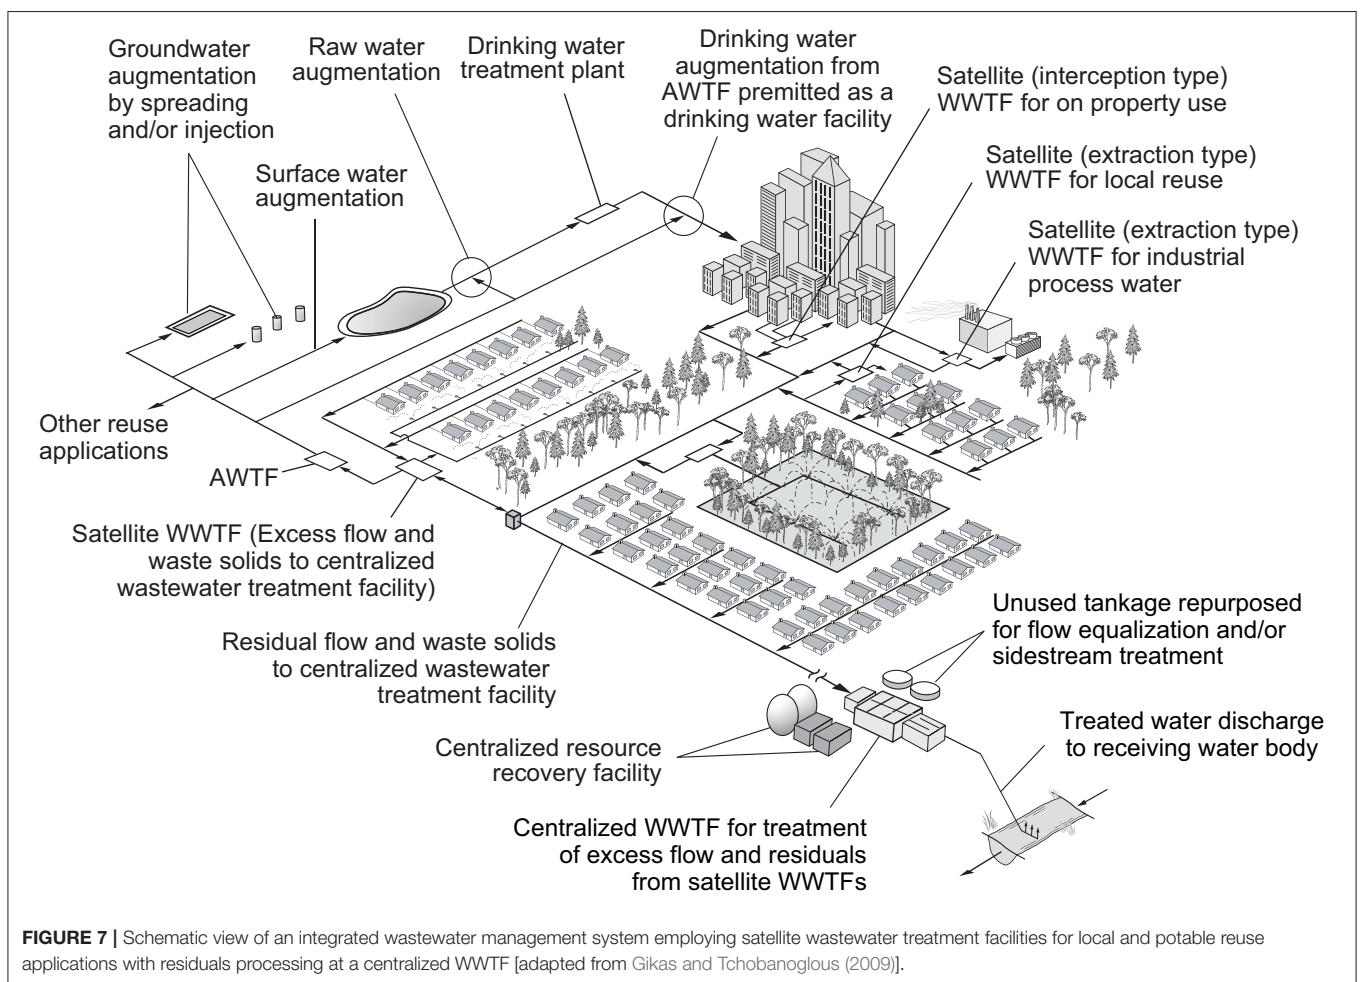 Groundwater
augmentation
by spreading
and/or injection
Raw water
augmentation
Drinking water
treatment plant
Drinking water
augmentation from
AWTF premitted as a
drinking water facility
Satellite (interception type)
WWTF for on property use
Satellite (extraction type)
WWTF for local reuse
Surface water
augmentation
Satellite (extraction type)
WWTF for industrial
process water
Other reuse
applications
AWTF
Satellite WWTF (Excess flow and
waste solids to centralized
wastewater treatment facility)
Residual flow and waste solids
to centralized wastewater
treatment facility
Unused tankage repurposed
for flow equalization and/or
sidestream treatment
Centralized resource
recovery facility
Treated water discharge
to receiving water body
Centralized WWTF for treatment
of excess flow and residuals
from satellite WWTFs
FIGURE 7 | Schematic view of an integrated wastewater management system employing satellite wastewater treatment facilities for local and potable reuse
applications with residuals processing at a centralized WWTF [adapted from Gikas and Tchobanoglous (2009)].